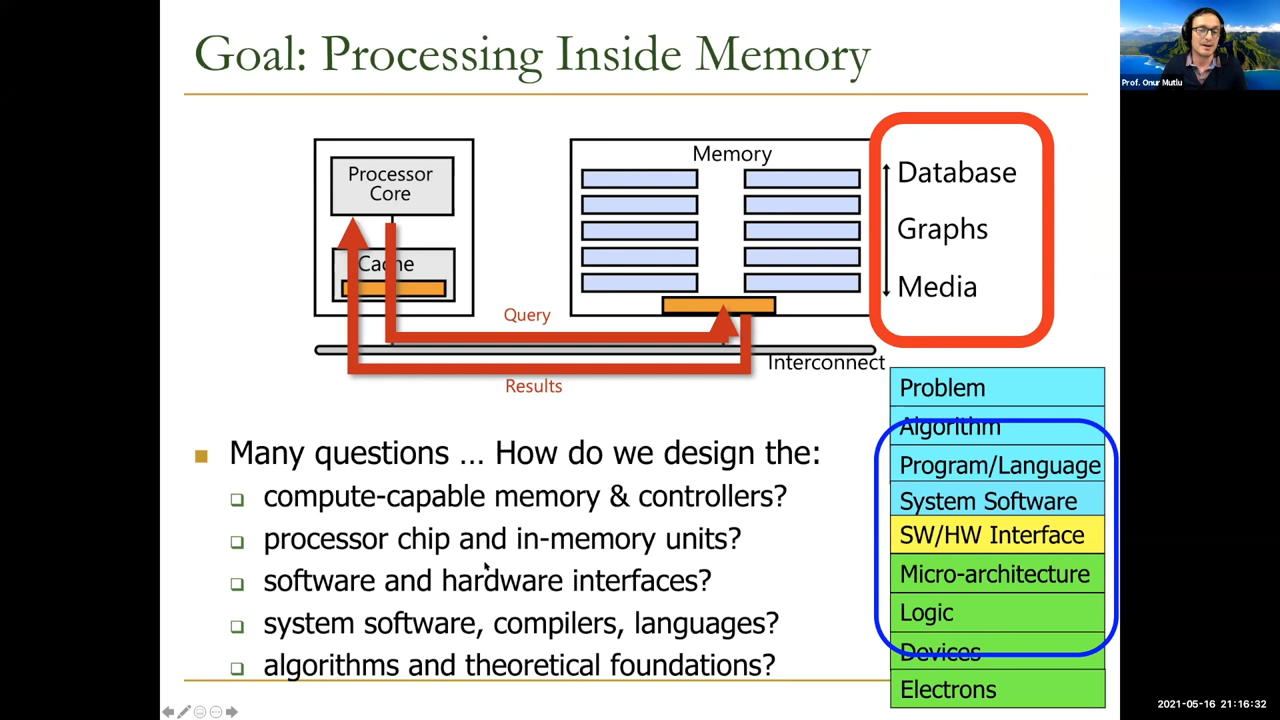 Goal: Processing Inside Memory
Prof. Onur Mutlu
Processor
Core
Cache
Memory
Database
Graphs
Media
Query
Interconnect
Results
Problem
Algorithm
Program/Language
System Software
SW/HW Interface
Micro-architecture
Logic
Devices
Electrons
Many questions … How do we design the:
compute-capable memory & controllers?
processor chip and in-memory units?
software and hardware interfaces?
system software, compilers, languages?
algorithms and theoretical foundations?
2021-05-16 21:16:32